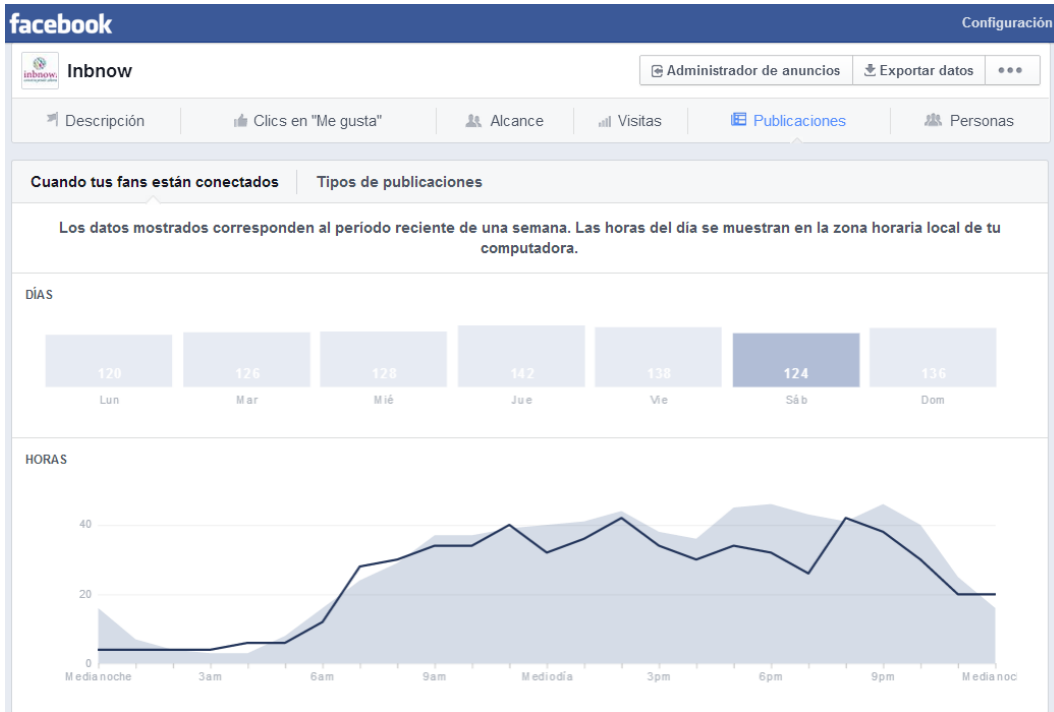 facebook
Configuración
inbnow
Inbnow
Administrador de anuncios
Exportar datos
Descripción
Clics en "Me gusta"
Alcance
Visitas
Publicaciones
Personas
Cuando tus fans están conectados
Tipos de publicaciones
Los datos mostrados corresponden al período reciente de una semana. Las horas del día se muestran en la zona horaria local de tu
computadora.
DÍAS
120 126 128 142 138 124 136
Lun Mar Mié Jue Vie Sáb Dom
HORAS
40
20
0
Medianoche 3am 6am 9am Mediodía 3pm 6pm 9pm Medianoc